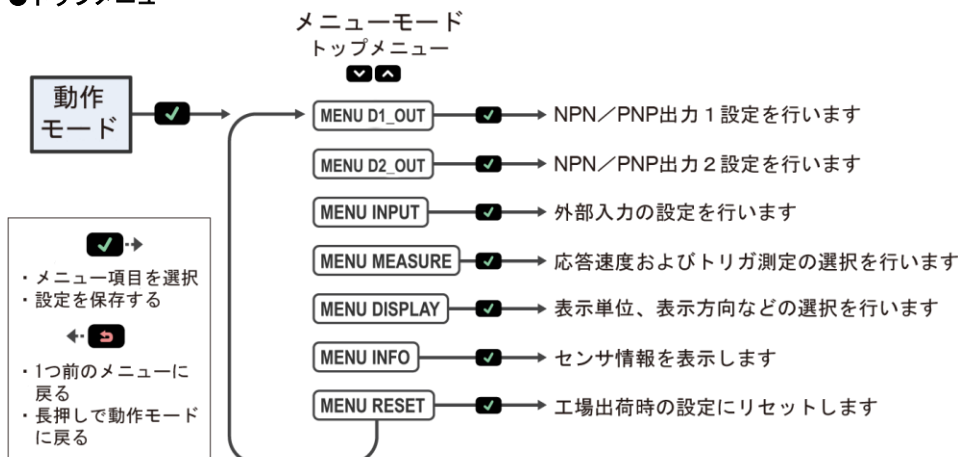 ●トップメニュー
メニューモード
トップメニュー
動作
モード
MENU D1_OUT
NPN／PNP出力１設定を行います
MENU D2_OUT
NPN／PNP出力２設定を行います
MENU INPUT
外部入力の設定を行います
MENU MEASURE
応答速度およびトリガ測定の選択を行います
MENU DISPLAY
表示単位、表示方向などの選択を行います
MENU INFO
センサ情報を表示します
MENU RESET
工場出荷時の設定にリセットします
・メニュー項目を選択
・設定を保存する
・1つ前のメニューに
戻る
・長押しで動作モード
に戻る